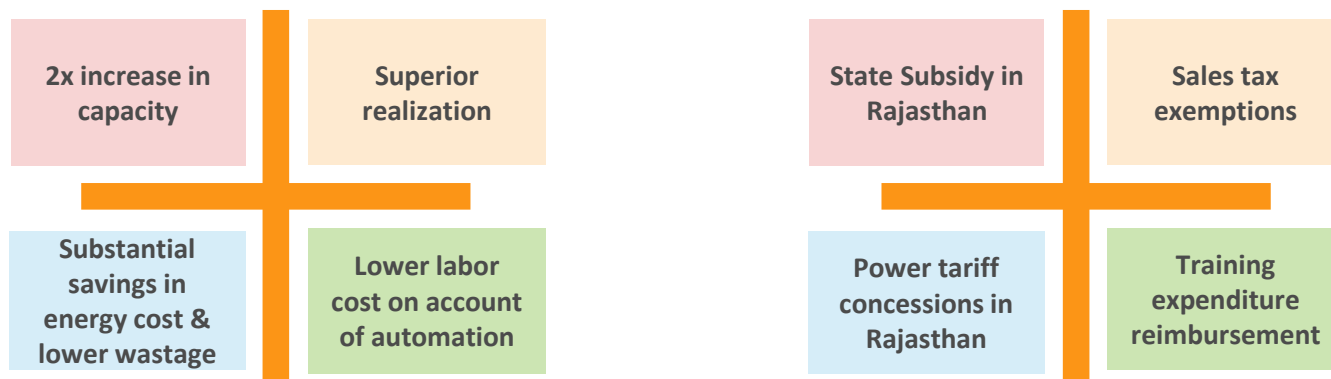 2x increase in
capacity
Superior
realization
Substantial
savings in
energy cost &
lower wastage
Lower labor
cost on account
of automation
State Subsidy in
Rajasthan
Sales tax
exemptions
Power tariff
concessions in
Rajasthan
Training
expenditure
reimbursement